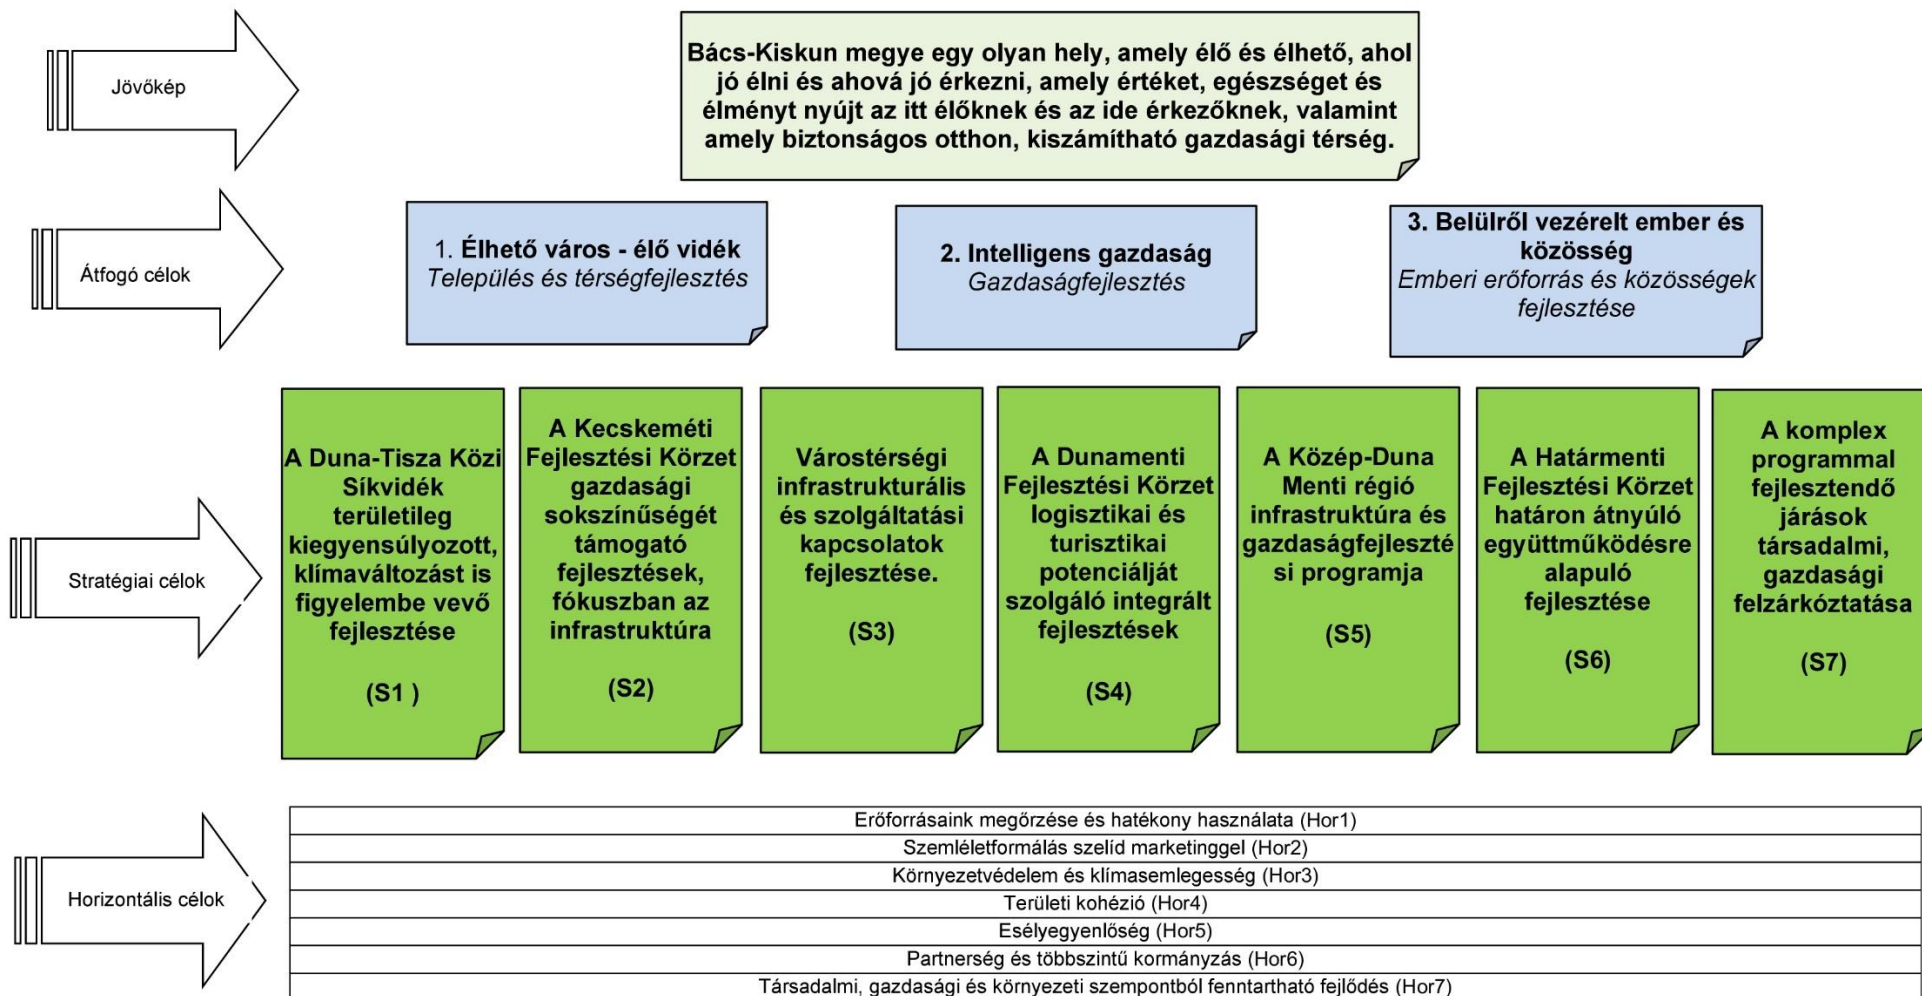 Jövőkép
Bács-Kiskun megye egy olyan hely, amely élő és élhető, ahol
jó élni és ahová jó érkezni, amely értéket, egészséget és
élményt nyújt az itt élőknek és az ide érkezőknek, valamint
amely biztonságos otthon, kiszámítható gazdasági térség.
Átfogó célok
1. Élhető város - élő vidék
Település és térségfejlesztés
2. Intelligens gazdaság
Gazdaságfejlesztés
3. Belülről vezérelt ember és
közösség
Emberi erőforrás és közösségek
fejlesztése
Stratégiai célok
A Duna-Tisza Közi
Síkvidék
területileg
kiegyensúlyozott,
klímaváltozást is
figyelembe vevő
fejlesztése
(S1 )
A Kecskeméti
Fejlesztési Körzet
gazdasági
sokszínűségét
támogató
fejlesztések,
fókuszban az
infrastruktúra
(S2)
Várostérségi
infrastrukturális
és szolgáltatási
kapcsolatok
fejlesztése.
(S3)
A Dunamenti
Fejlesztési Körzet
logisztikai és
turisztikai
potenciálját
szolgáló integrált
fejlesztések
(S4)
A Közép-Duna
Menti régió
infrastruktúra és
gazdaságfejleszté
si programja
(S5)
A Határmenti
Fejlesztési Körzet
határon átnyúló
együttműködésre
alapuló
fejlesztése
(S6)
A komplex
programmal
fejlesztendő
járások
társadalmi,
gazdasági
felzárkóztatása
(S7)
Horizontális célok
Erőforrásaink megőrzése és hatékony használata (Hor1)
Szemléletformálás szelíd marketinggel (Hor2)
Környezetvédelem és klímasemlegesség (Hor3)
Területi kohézió (Hor4)
Esélyegyenlőség (Hor5)
Partnerség és többszintű kormányzás (Hor6)
Társadalmi, gazdasági és környezeti szempontból fenntartható fejlődés (Hor7)